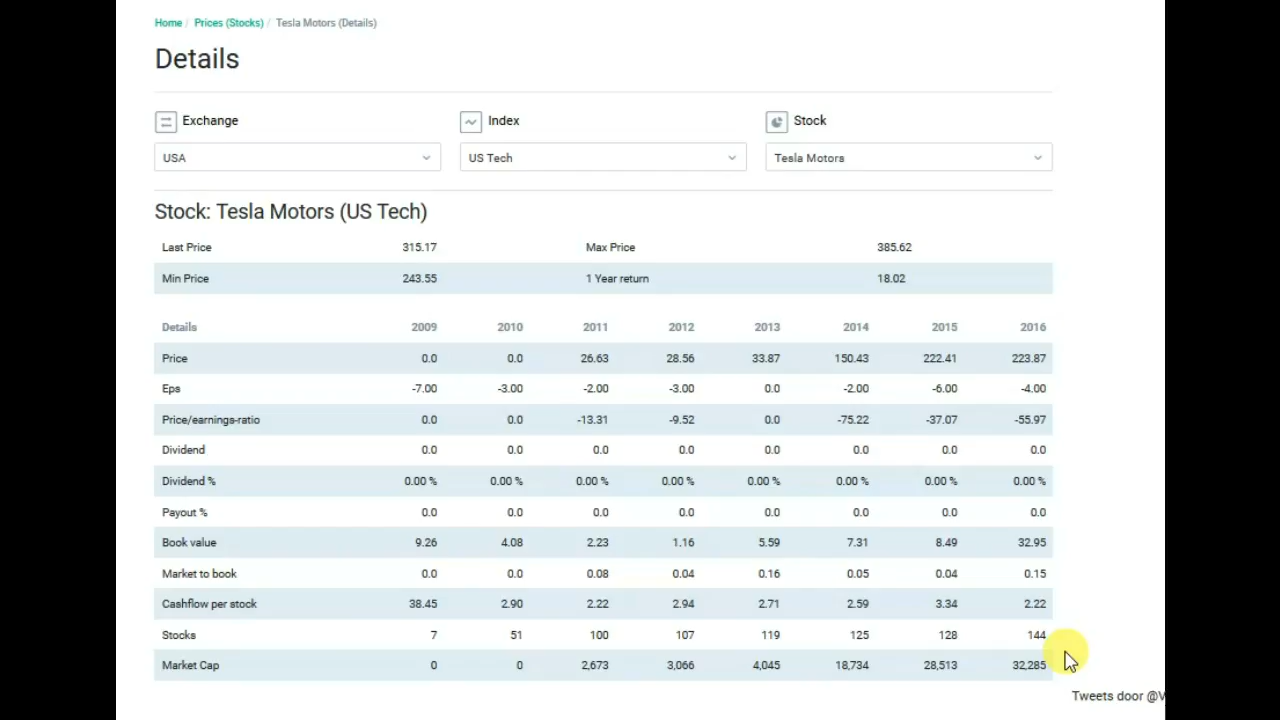 Home / Prices (Stocks) / Tesla Motors (Details)
Details
Exchange Index Stock
USA US Tech Tesla Motors
Stock: Tesla Motors (US Tech)
Last Price 315.17 Max Price 385.62
Min Price 243.55 1 Year return 18.02
Details 2009 2010 2011 2012 2013 2014 2015 2016
Price 0.0 0.0 26.63 28.56 33.87 150.43 222.41 223.87
Eps -7.00 -3.00 -2.00 -3.00 0.0 -2.00 -6.00 -4.00
Price/earnings-ratio 0.0 0.0 -13.31 -9.52 0.0 -75.22 -37.07 -55.97
Dividend 0.0 0.0 0.0 0.0 0.0 0.0 0.0 0.0
Dividend % 0.00 % 0.00 % 0.00 % 0.00 % 0.00 % 0.00 % 0.00 % 0.00 %
Payout % 0.0 0.0 0.0 0.0 0.0 0.0 0.0 0.0
Book value 9.26 4.08 2.23 1.16 5.59 7.31 8.49 32.95
Market to book 0.0 0.0 0.08 0.04 0.16 0.05 0.04 0.15
Cashflow per stock 38.45 2.90 2.22 2.94 2.71 2.59 3.34 2.22
Stocks 7 51 100 107 119 125 128 144
Market Cap 0 0 2,673 3,066 4,045 18,734 28,513 32,285
Tweets door @V